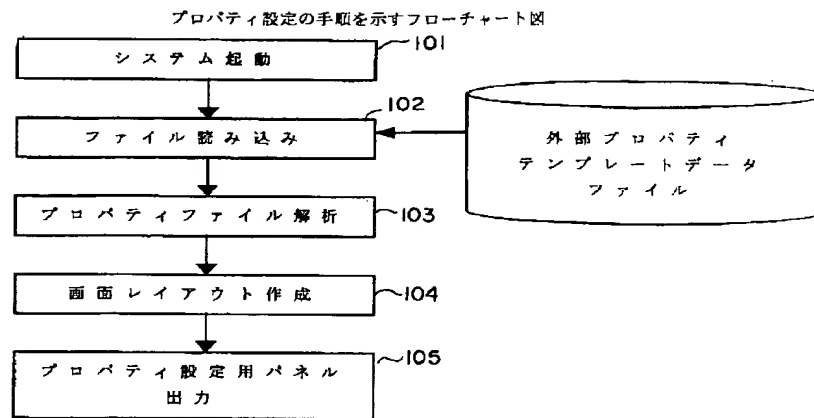 プロパティ設定の手順を示すフローチャート図
システム起動
101
ファイル読み込み
102
外部プロパティ
テンプレートデータ
ファイル
プロパティファイル解析
103
画面レイアウト作成
104
プロパティ設定用パネル
出力
105